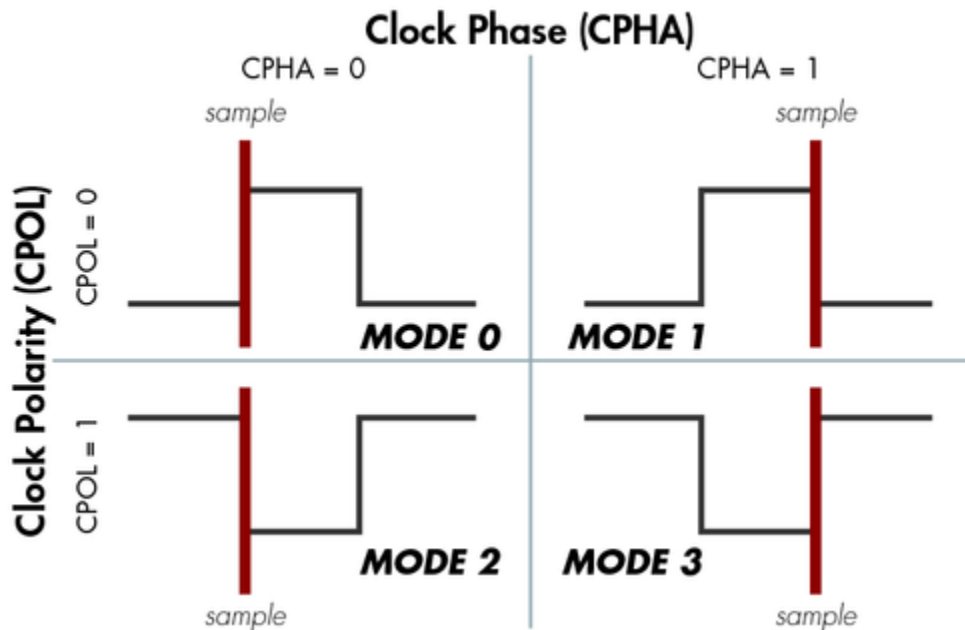 Clock Phase (CPHA)
CPHA = 0
CPHA = 1
sample
sample
Clock Polarity (CPOL)
CPOL = 0
MODE 0
MODE 1
CPOL = 1
MODE 2
MODE 3
sample
sample